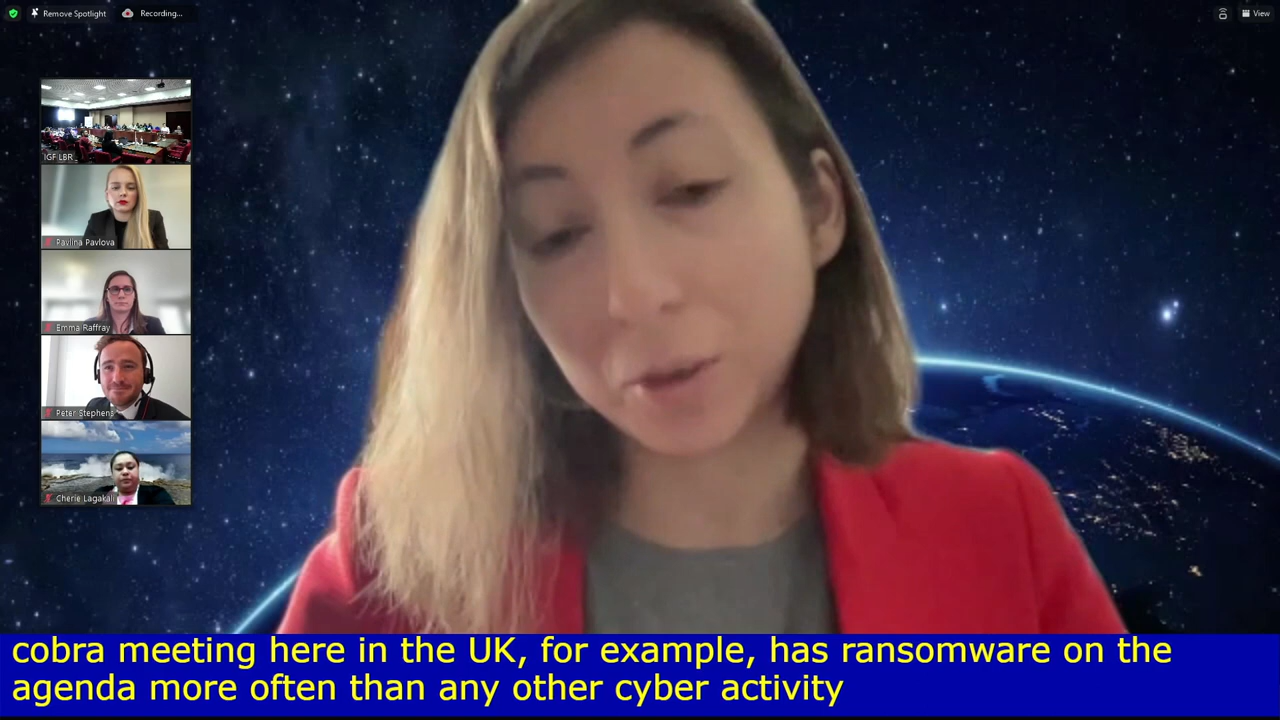 Remove Spotlight
Recording...
View
IGF LBR
Pavlina Pavlova
Emma Raffray
Peter Stephens
Cherie Lagakali
cobra meeting here in the UK, for example, has ransomware on the
agenda more often than any other cyber activity